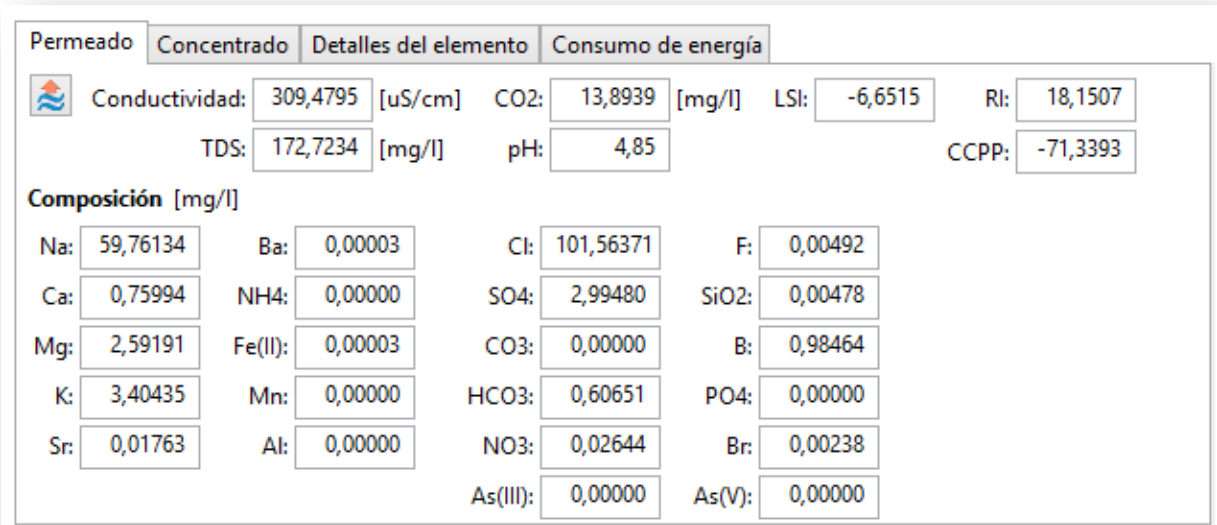 Permeado Concentrado Detalles del elemento Consumo de energía
Conductividad: 309,4795 [uS/cm] CO2: 13,8939 [mg/l] LSI: -6,6515 RI: 18,1507
TDS: 172,7234 [mg/l] pH: 4,85 CCPP: -71,3393
Composición [mg/l]
Na: 59,76134 Ba: 0,00003 Cl: 101,56371 F: 0,00492
Ca: 0,75994 NH4: 0,00000 SO4: 2,99480 SiO2: 0,00478
Mg: 2,59191 Fe(II): 0,00003 CO3: 0,00000 B: 0,98464
K: 3,40435 Mn: 0,00000 HCO3: 0,60651 PO4: 0,00000
Sr: 0,01763 Al: 0,00000 NO3: 0,02644 Br: 0,00238
As(III): 0,00000 As(V): 0,00000